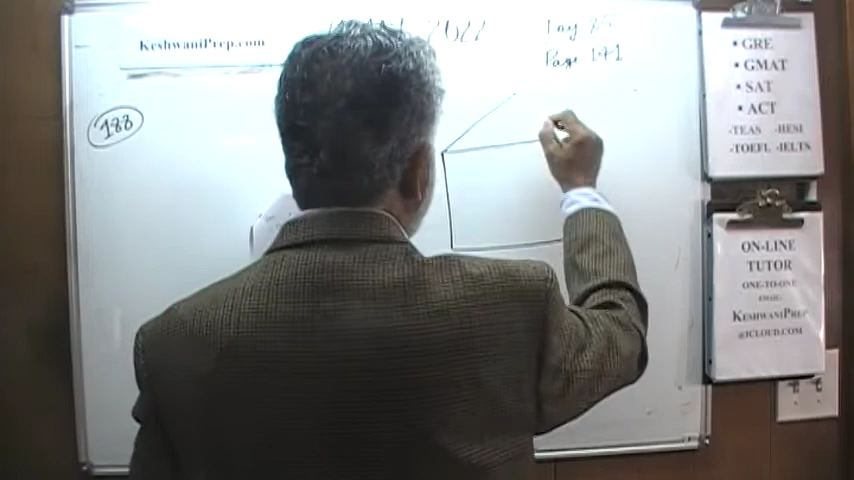 KeshwaniPrep.com
2022
Day 25
Page 141
188
• GRE
• GMAT
• SAT
• ACT
-TEAS -HESI
-TOEFL -IELTS
ON-LINE
TUTOR
ONE-TO-ONE
EMAIL:
KESHWANIPREP
@ICLOUD.COM